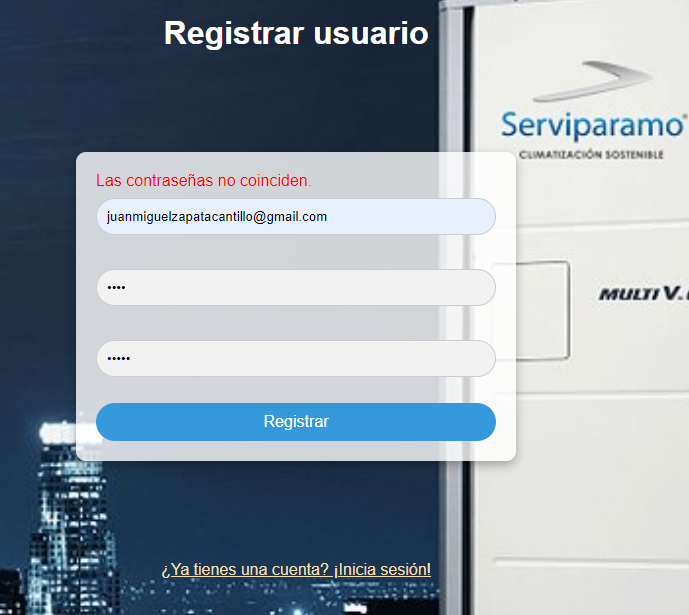 Registrar usuario
Serviparamo
CLIMATIZACIÓN SOSTENIBLE
Las contraseñas no coinciden.
juanmiguelzapatacantillo@gmail.com
••••
MULTI V.
•••••
Registrar
¿Ya tienes una cuenta? ¡Inicia sesión!